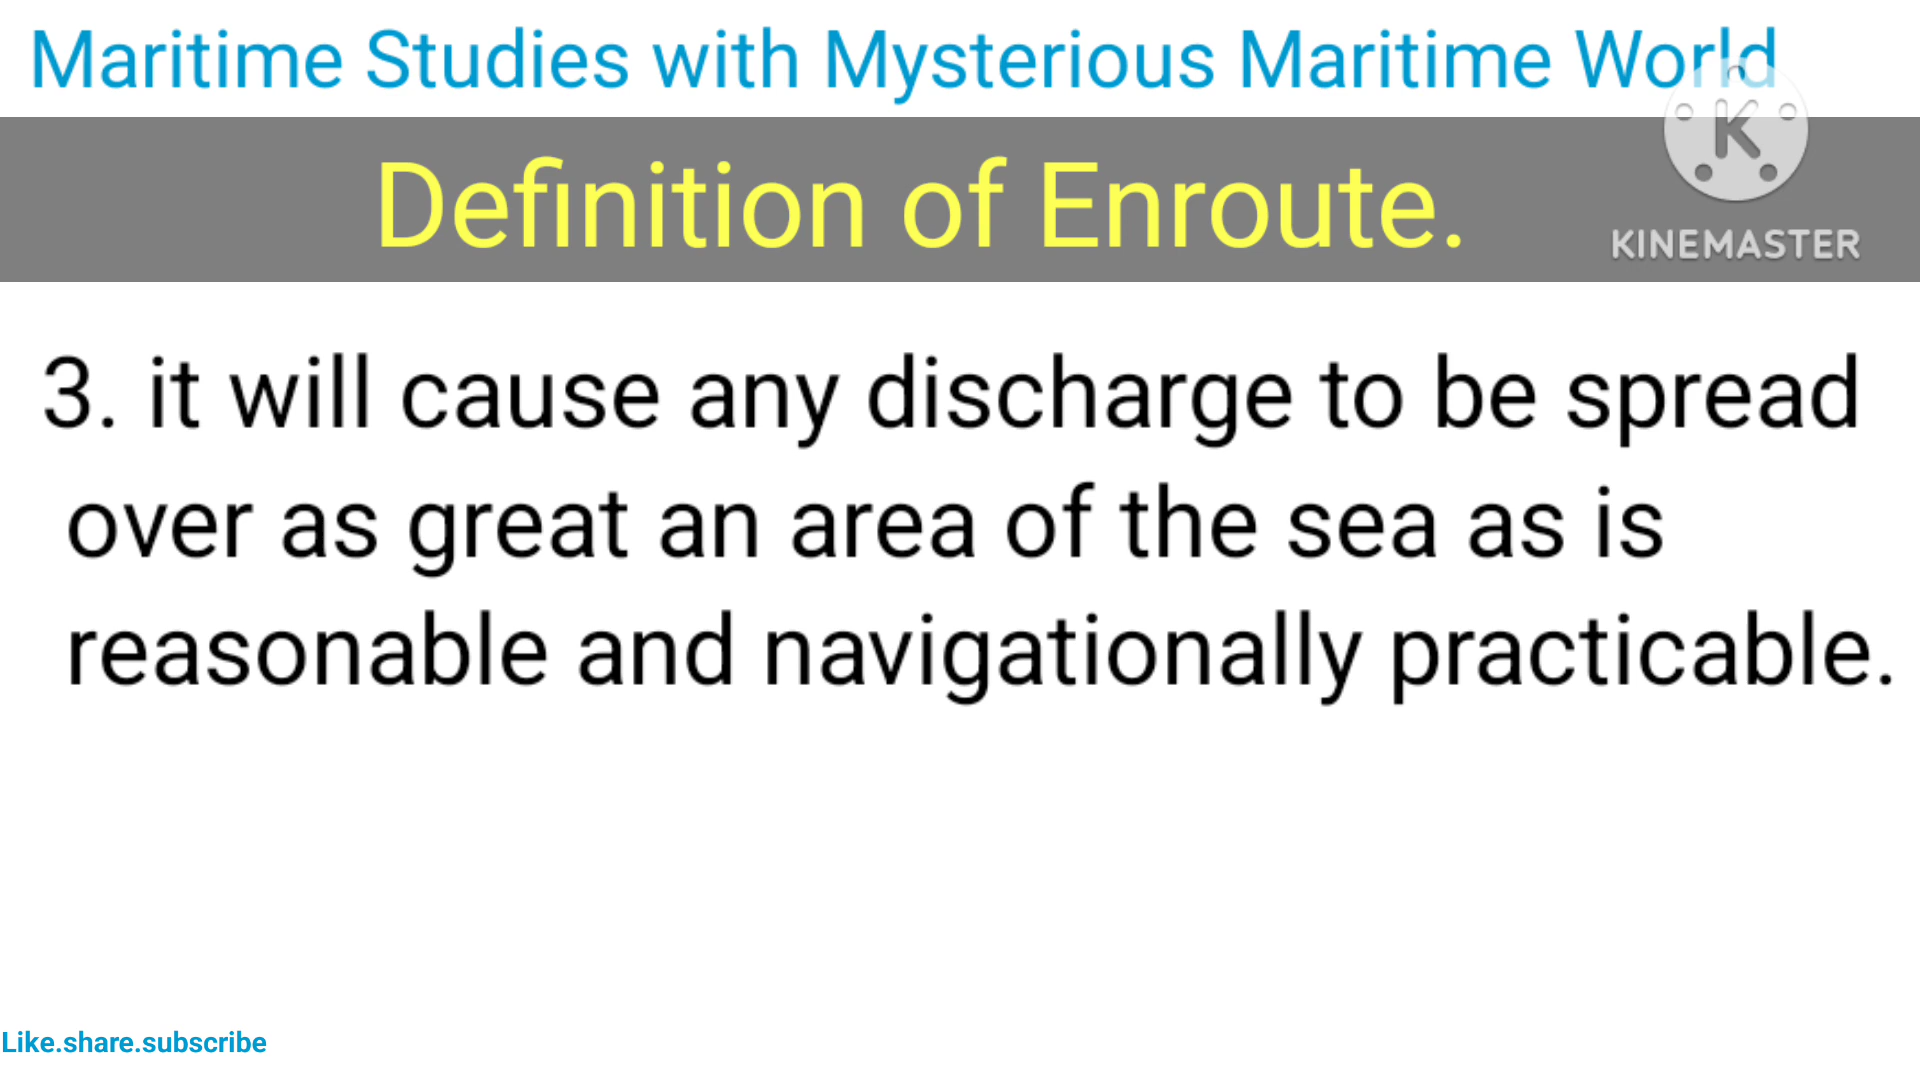 Maritime Studies with Mysterious Maritime World
Definition of Enroute.
K
KINEMASTER
3. it will cause any discharge to be spread
over as great an area of the sea as is
reasonable and navigationally practicable.
Like.share.subscribe